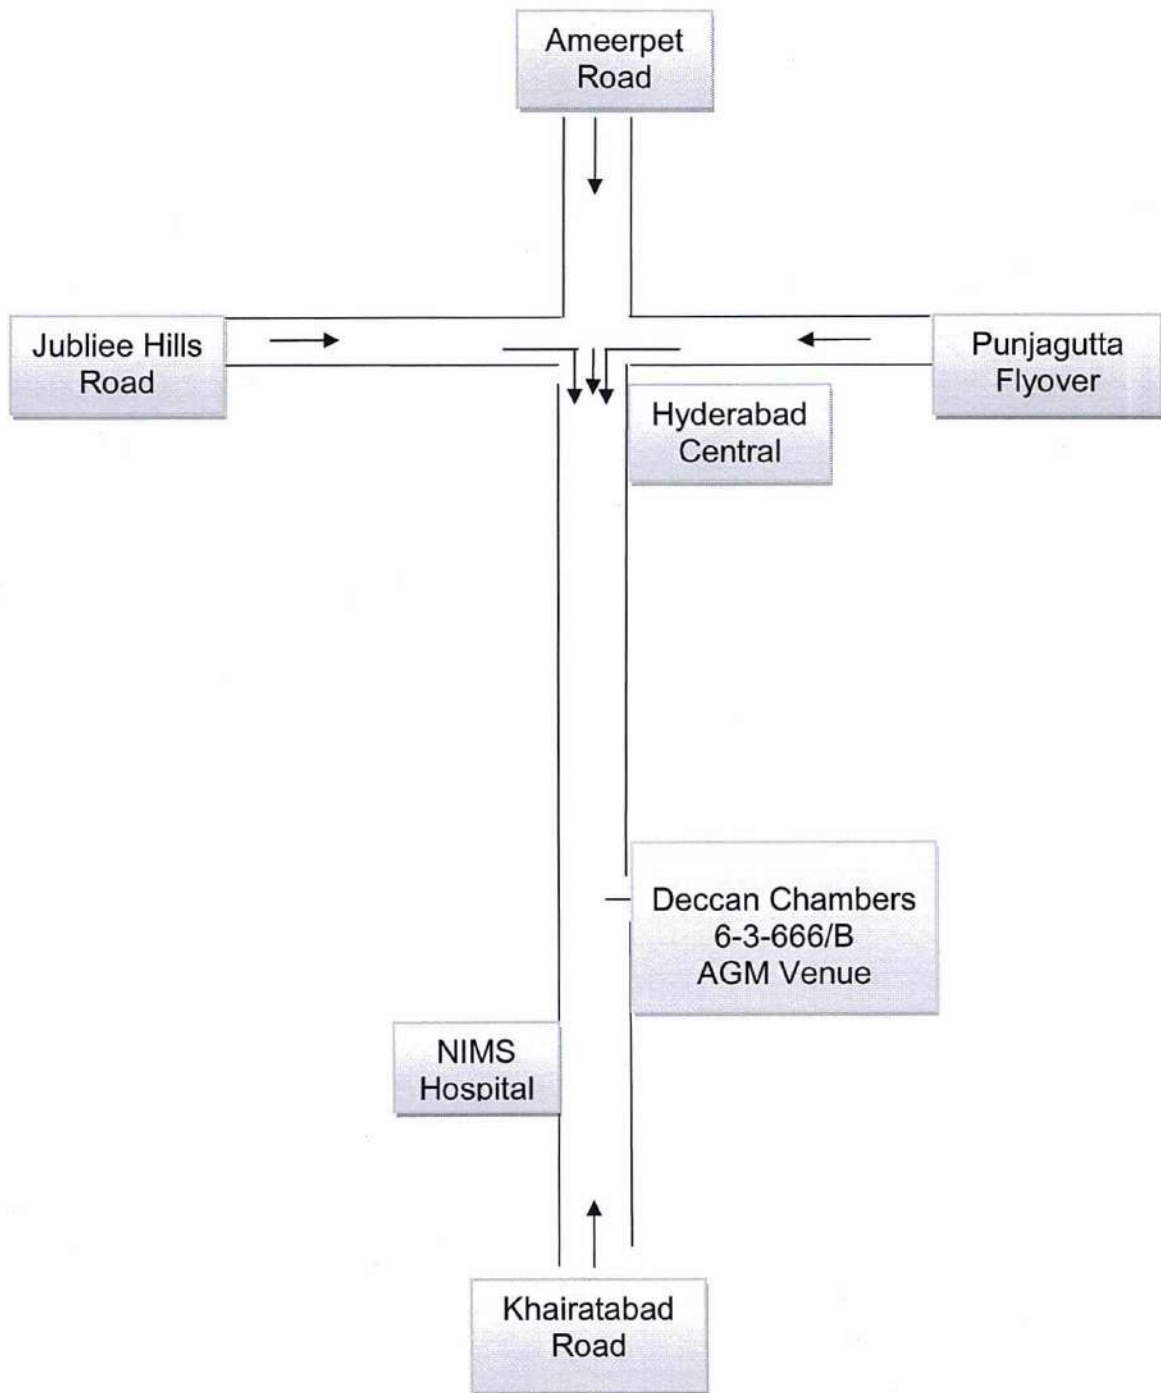 Ameerpet
Road
Jubliee Hills
Road
Punjagutta
Flyover
Hyderabad
Central
Deccan Chambers
6-3-666/B
AGM Venue
NIMS
Hospital
Khairatabad
Road